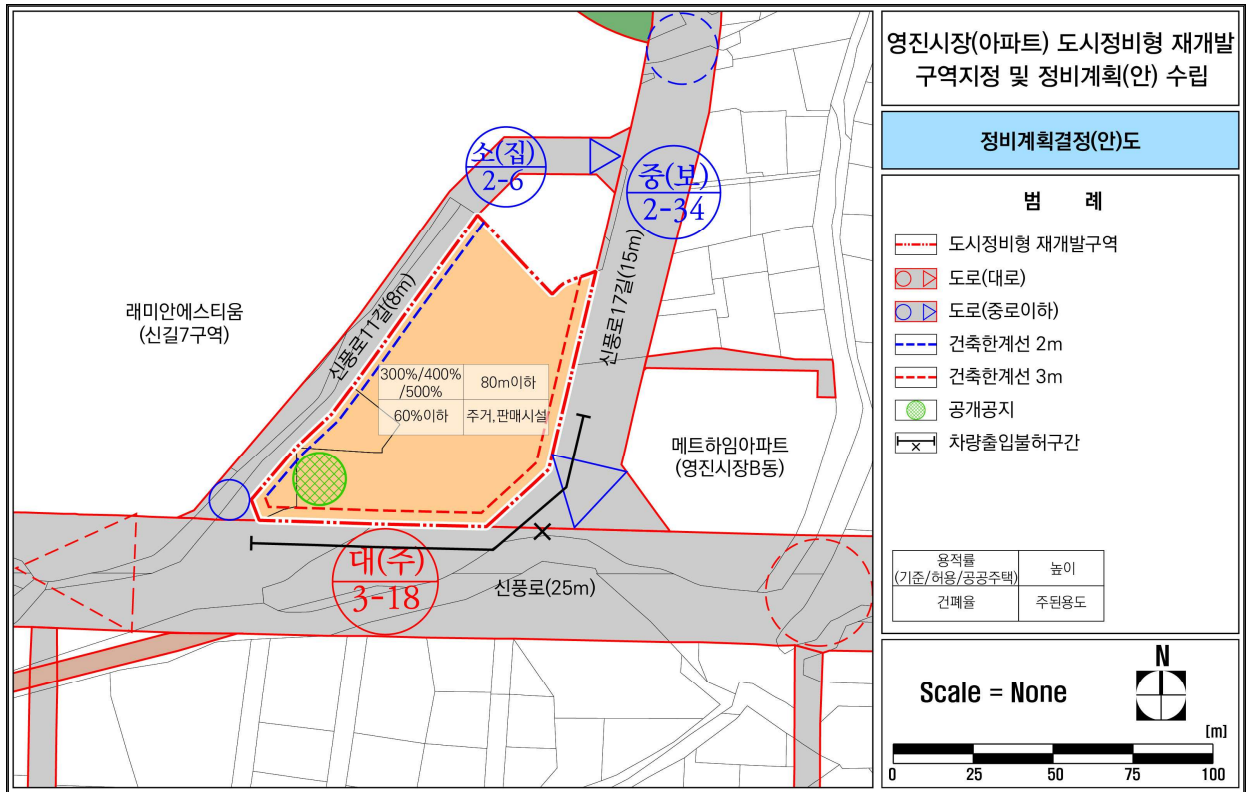 영진시장(아파트) 도시정비형 재개발
구역지정 및 정비계획(안) 수립
정비계획결정(안)도
범 례
도시정비형 재개발구역
도로(대로)
도로(중로이하)
건축한계선 2m
건축한계선 3m
공개공지
차량출입불허구간
용적률
(기준/허용/공공주택)
높이
건폐율
주된용도
Scale = None
N
[m]
0 25 50 75 100
소(집)
2-6
중(보)
2-34
신풍로11길(8m)
신풍로17길(15m)
래미안에스티움
(신길7구역)
300%/400%
/500%
80m이하
60%이하
주거,판매시설
메트하임아파트
(영진시장B동)
대(주)
3-18
신풍로(25m)